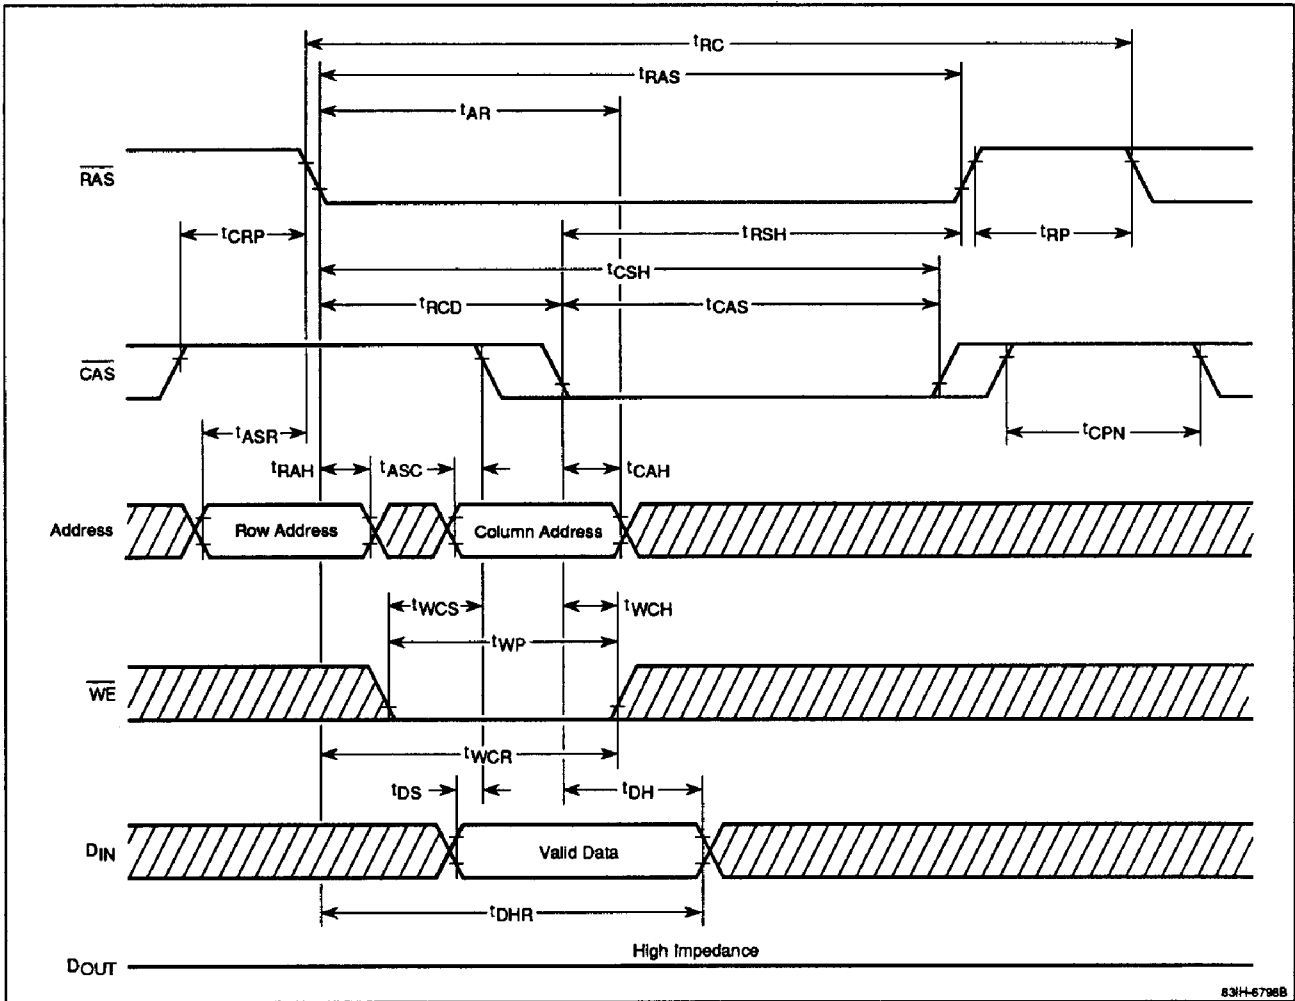 tRC
tRAS
tAR
RAS
tCRP
tRSH
tRP
tCSH
tRCD
tCAS
CAS
tASR
tCPN
tRAH
tASC
tCAH
Address
Row Address
Column Address
tWCS
tWCH
tWP
WE
tWCR
tDS
tDH
DIN
Valid Data
tDHR
High Impedance
DOUT
83IH-6798B